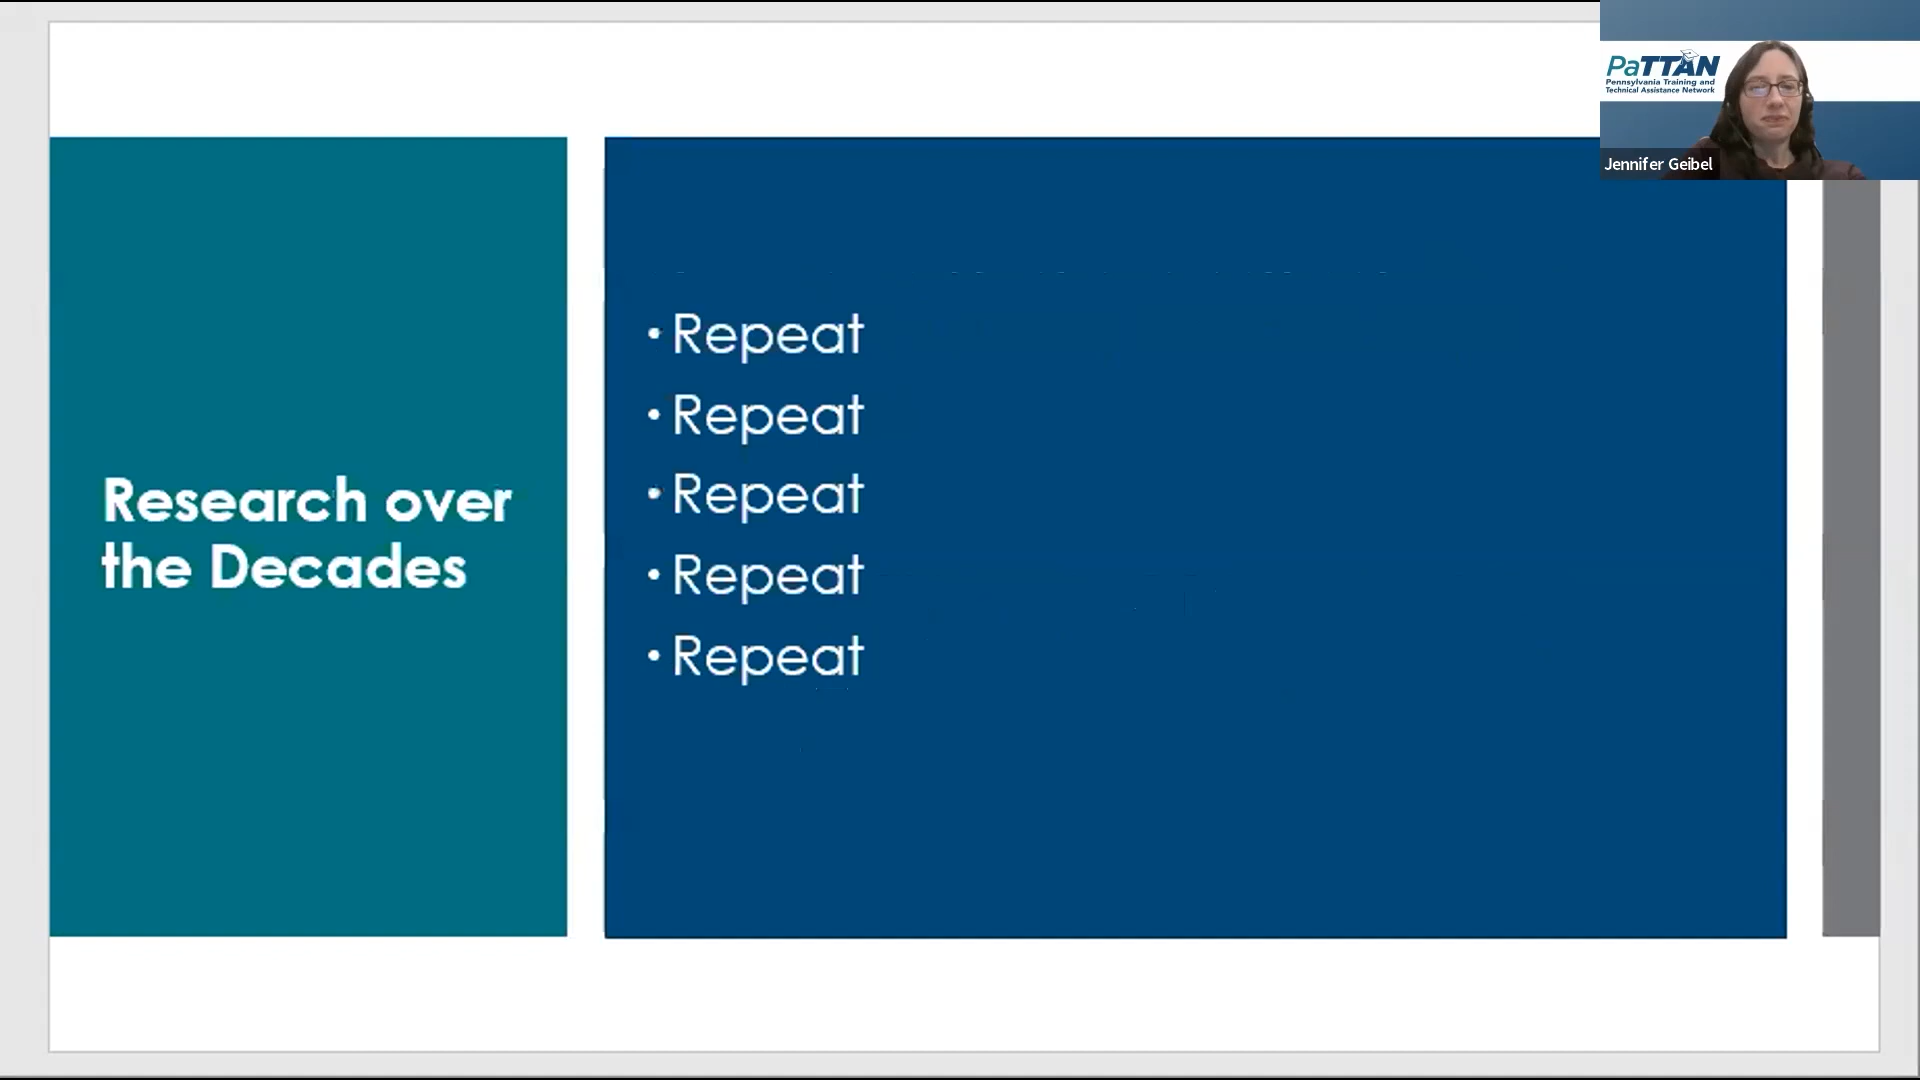 PaTTAN
Pennsylvania Training and
Technical Assistance Network
Jennifer Geibel
Research over
the Decades
• Repeat
• Repeat
• Repeat
• Repeat
• Repeat